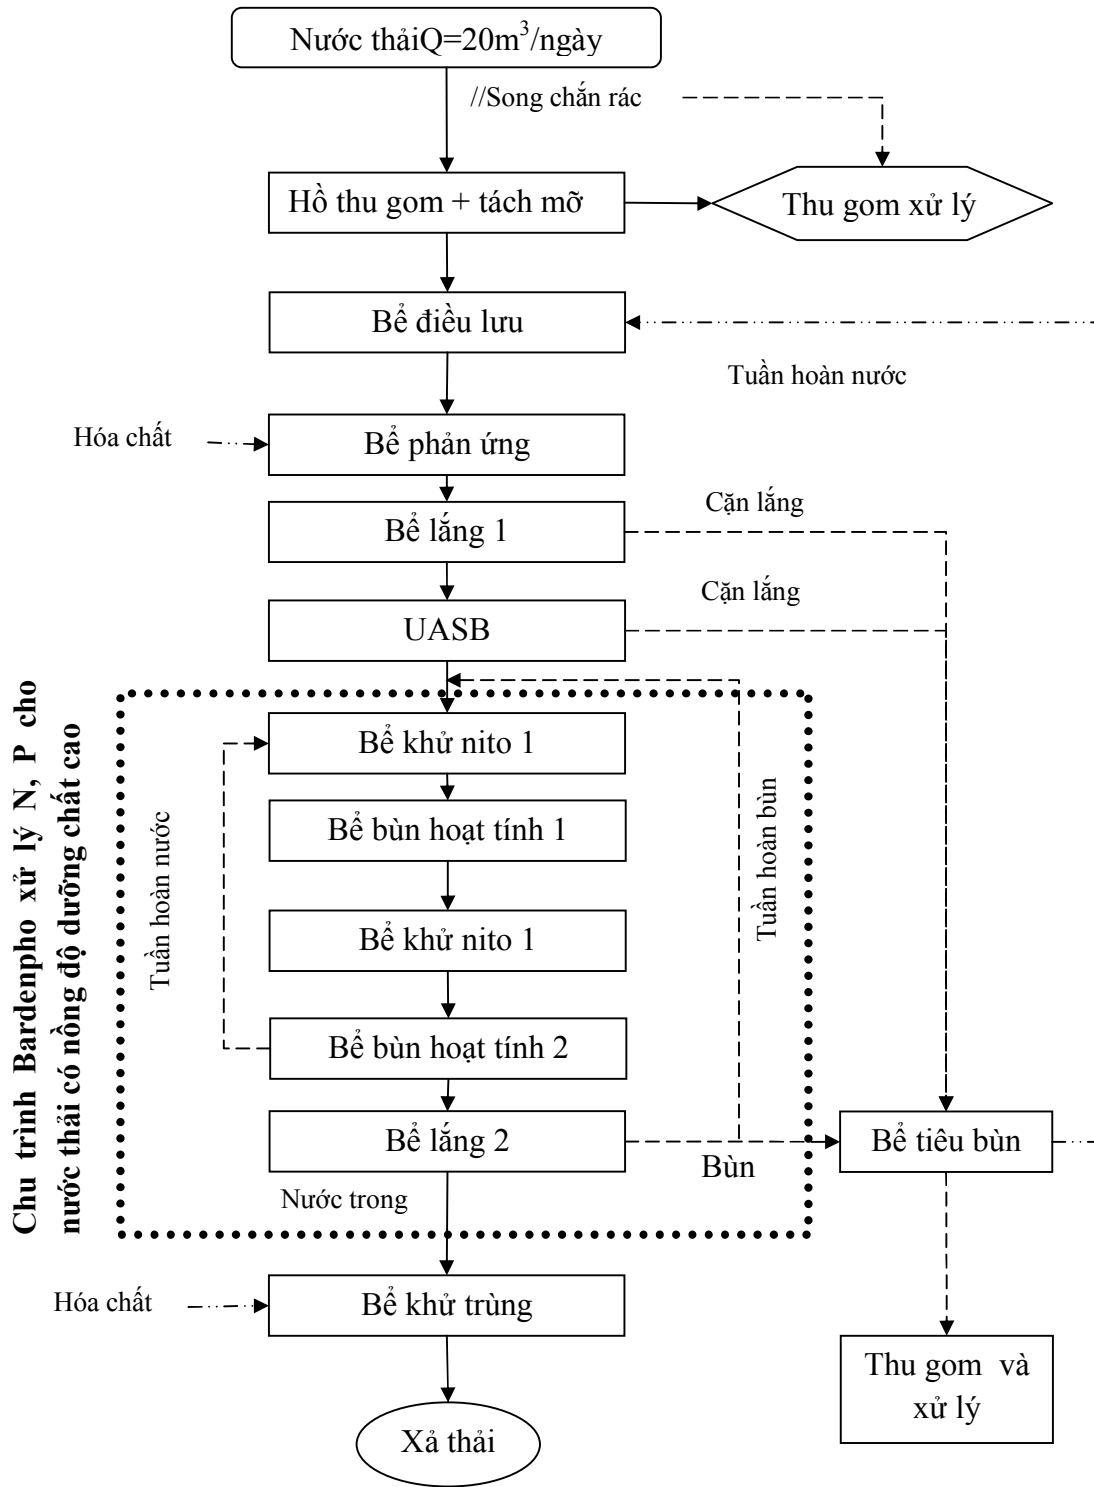 Nước thảiQ=20m³/ngày
//Song chắn rác
Hồ thu gom + tách mỡ
Thu gom xử lý
Bể điều lưu
Tuần hoàn nước
Hóa chất
Bể phản ứng
Cặn lắng
Bể lắng 1
Cặn lắng
UASB
Chu trình Bardenpho xử lý N, P cho
nước thải có nồng độ dưỡng chất cao
Bể khử nito 1
Bể bùn hoạt tính 1
Tuần hoàn nước
Tuần hoàn bùn
Bể khử nito 1
Bể bùn hoạt tính 2
Bể lắng 2
Bùn
Bể tiêu bùn
Nước trong
Hóa chất
Bể khử trùng
Thu gom và
xử lý
Xả thải